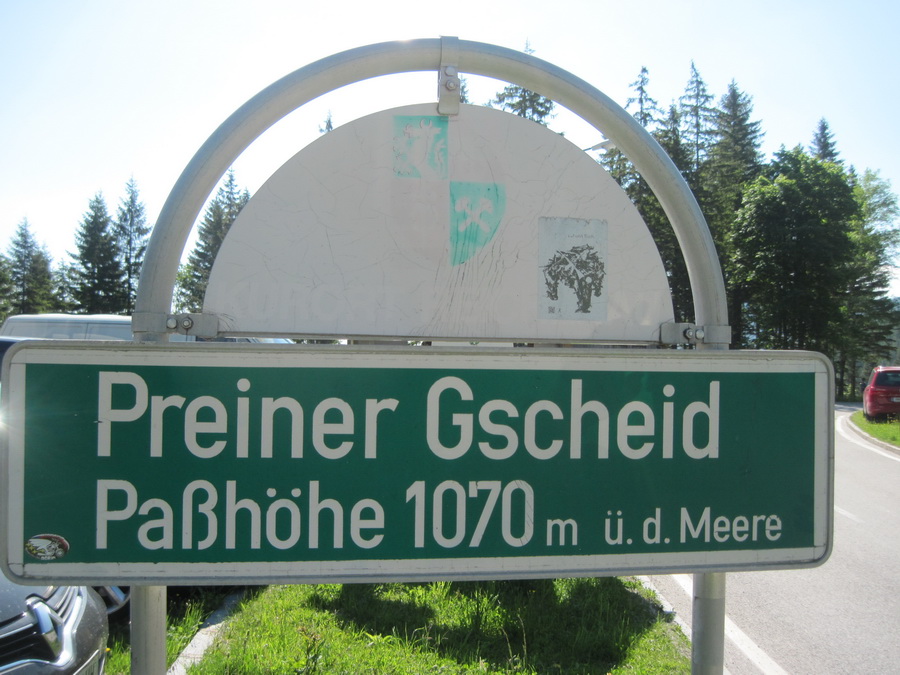 Preiner Gscheid
Paßhöhe 1070 m ü. d. Meere